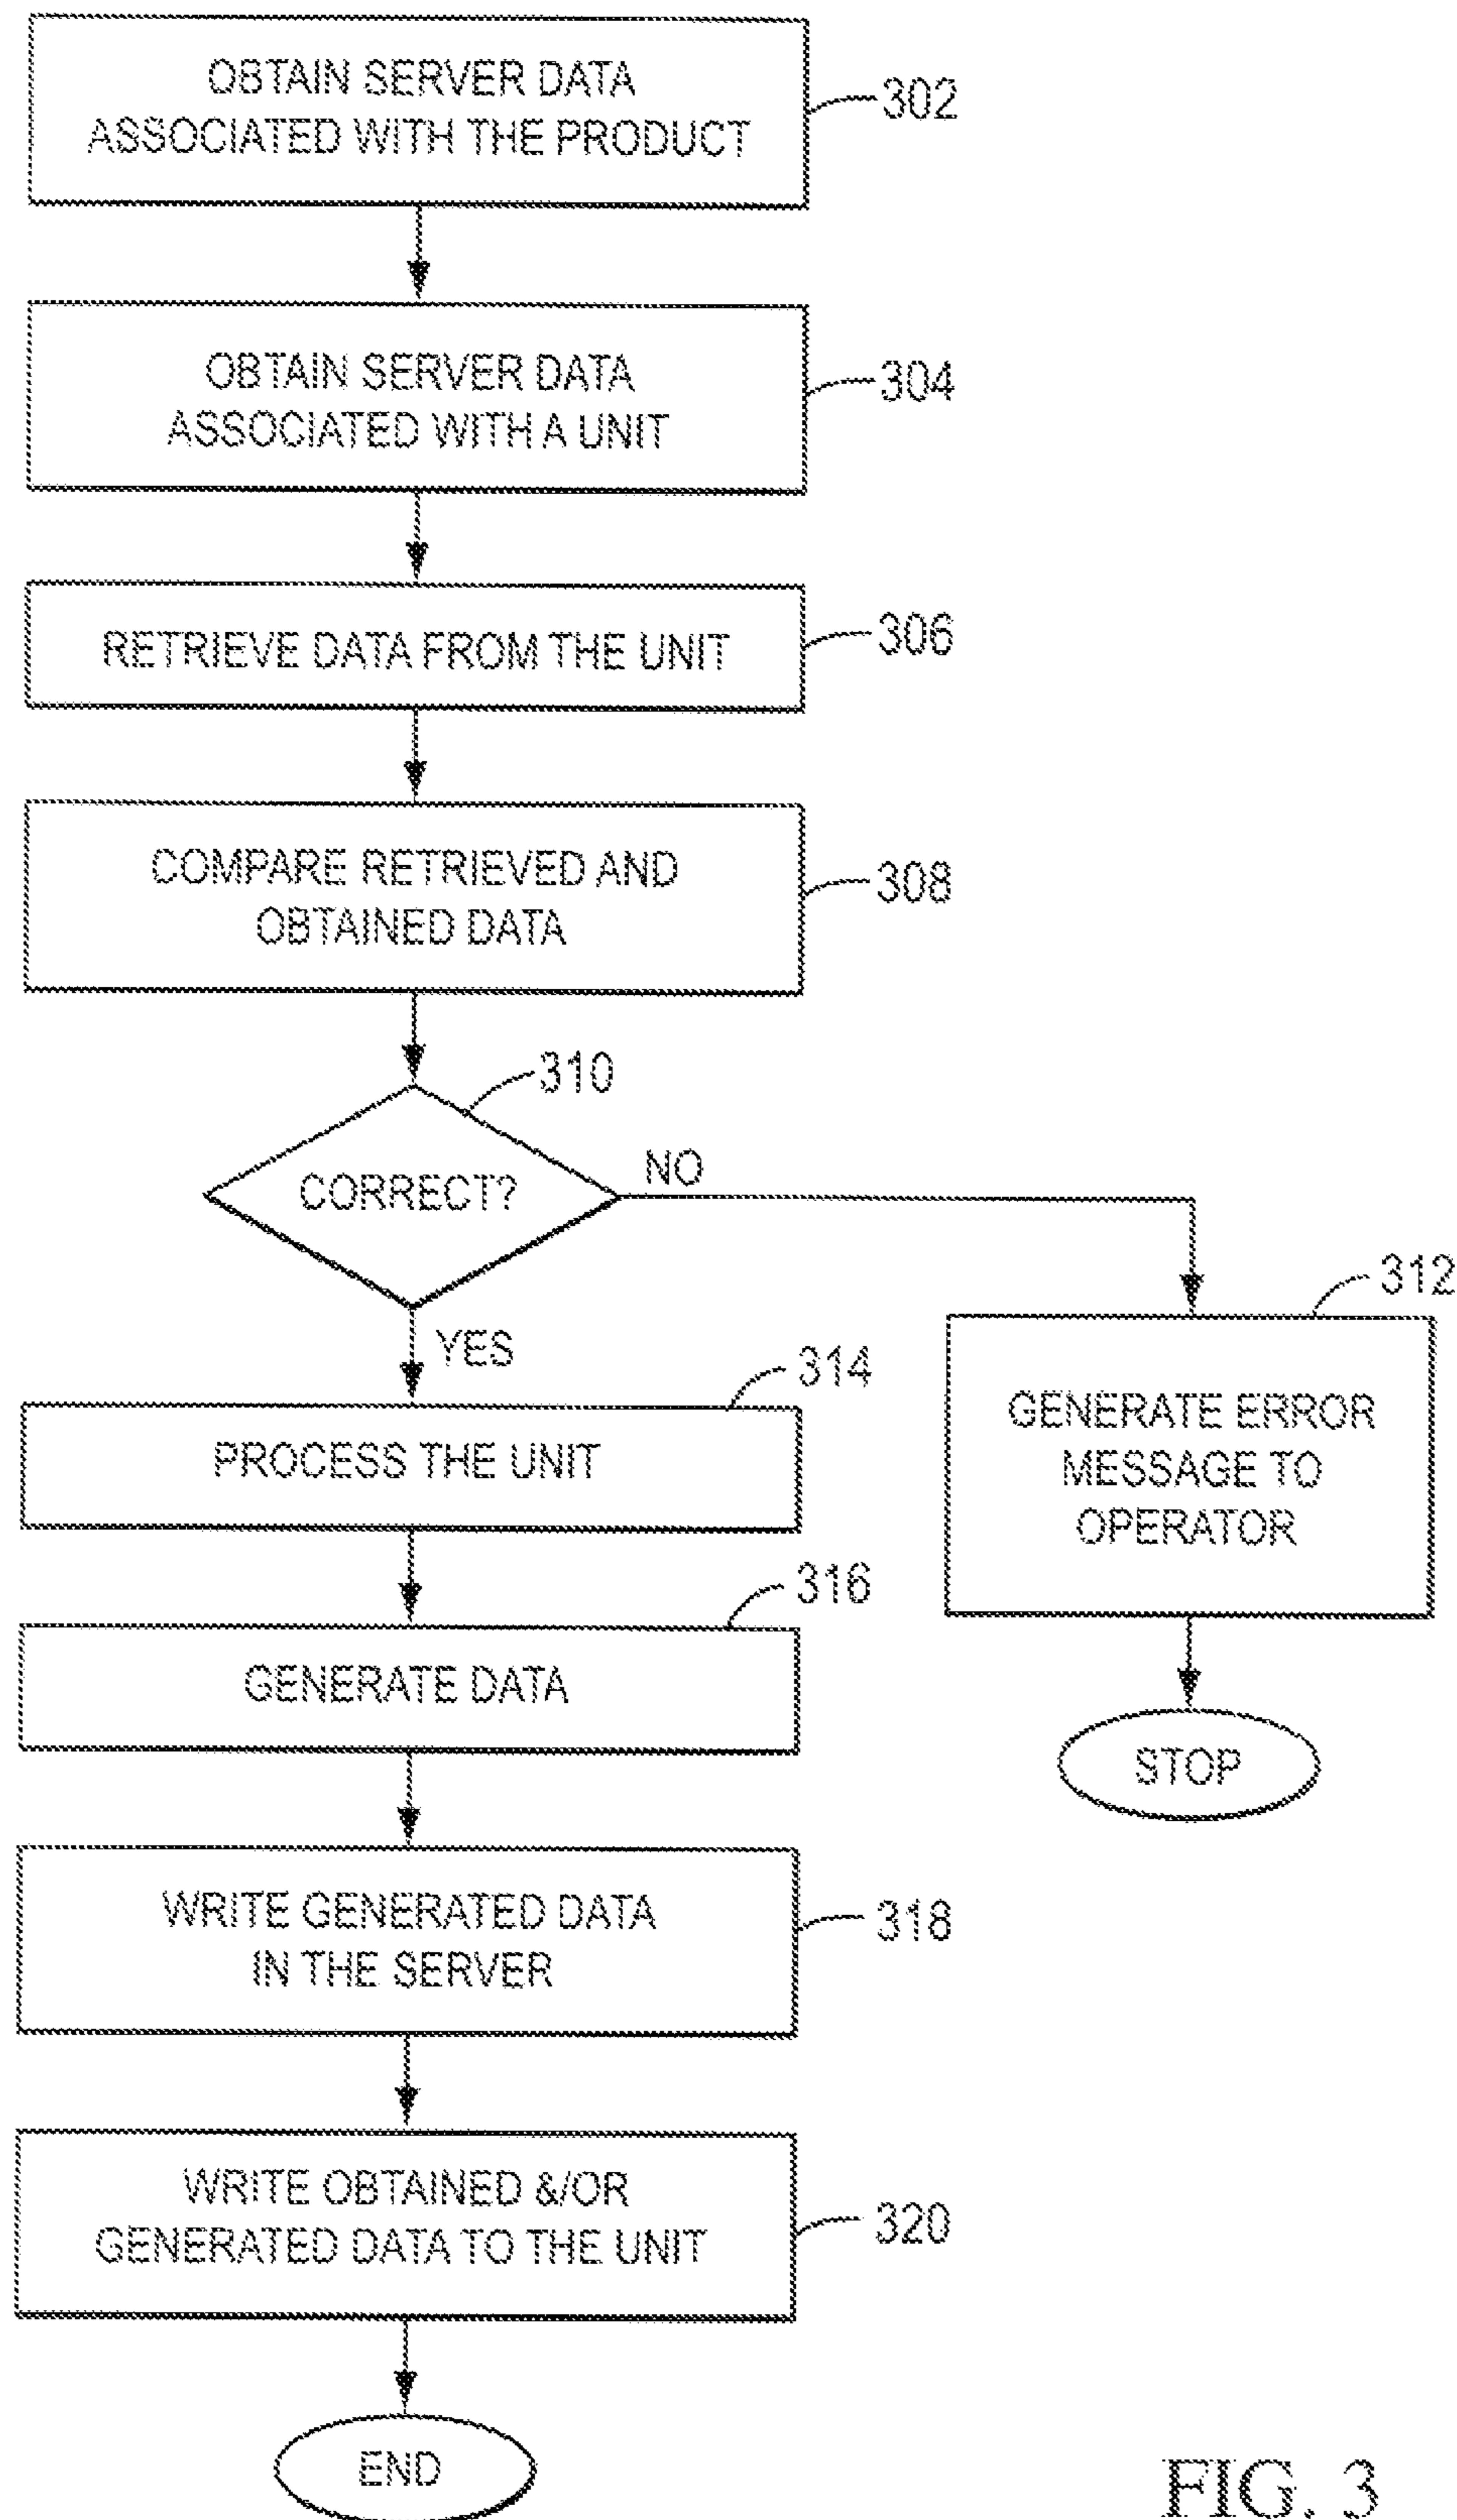 OBTAIN SERVER DATA
ASSOCIATED WITH THE PRODUCT
302
OBTAIN SERVER DATA
ASSOCIATED WITH A UNIT
304
RETRIEVE DATA FROM THE UNIT
306
COMPARE RETRIEVED AND
OBTAINED DATA
308
310
CORRECT?
NO
YES
312
GENERATE ERROR
MESSAGE TO
OPERATOR
STOP
314
PROCESS THE UNIT
316
GENERATE DATA
WRITE GENERATED DATA
IN THE SERVER
318
WRITE OBTAINED &/OR
GENERATED DATA TO THE UNIT
320
END
FIG. 3